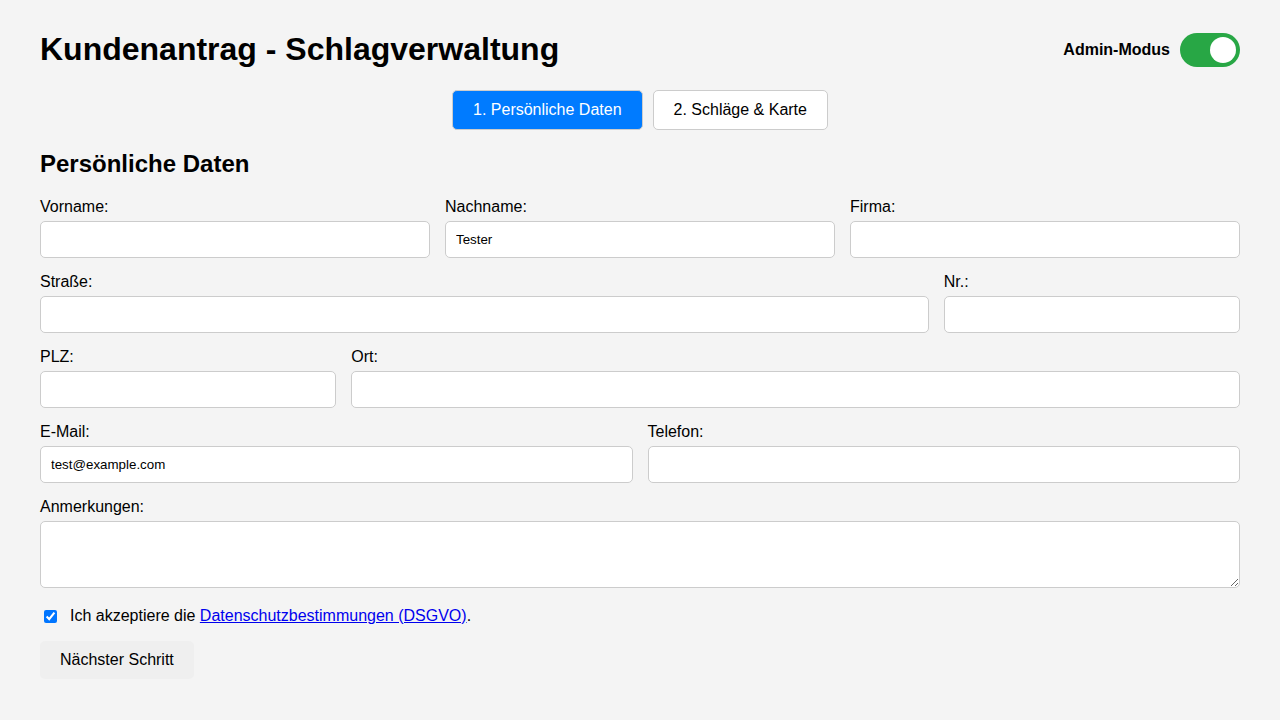 Kundenantrag - Schlagverwaltung
Admin-Modus
1. Persönliche Daten
2. Schläge & Karte
Persönliche Daten
Vorname:
Nachname:
Firma:
Tester
Straße:
Nr.:
PLZ:
Ort:
E-Mail:
Telefon:
test@example.com
Anmerkungen:
Ich akzeptiere die Datenschutzbestimmungen (DSGVO).
Nächster Schritt